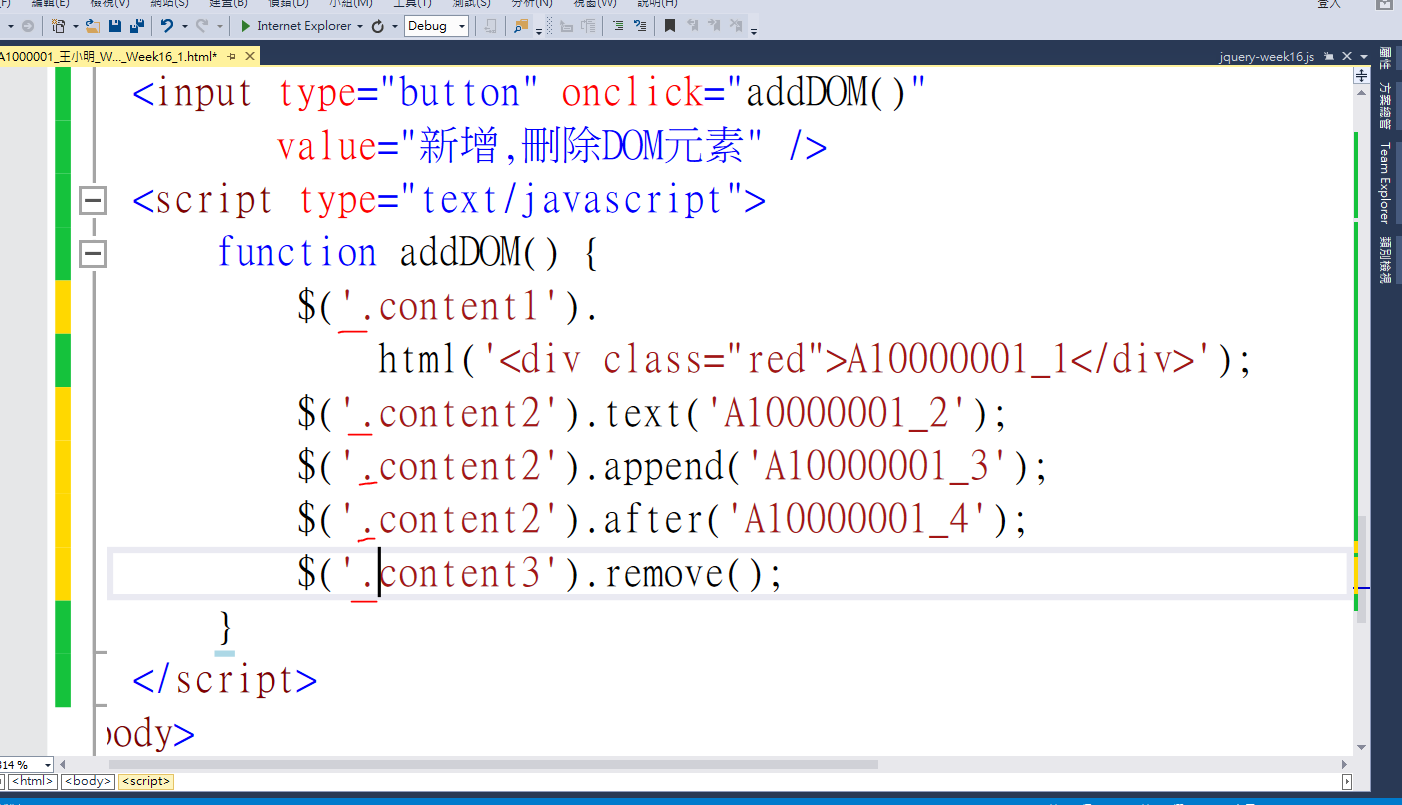 編輯(E) 檢視(V) 網站(S) 建置(B) 偵錯(D) 小組(M) 工具(T) 測試(S) 分析(N) 視窗(W) 說明(H) 登入
Internet Explorer Debug
A1000001_王小明_W..._Week16_1.html* jquery-week16.js
<input type="button" onclick="addDOM()"
value="新增,刪除DOM元素" />
<script type="text/javascript">
function addDOM() {
$('.content1').
html('<div class="red">A10000001_1</div>');
$('.content2').text('A10000001_2');
$('.content2').append('A10000001_3');
$('.content2').after('A10000001_4');
$('.content3').remove();
}
</script>
body>
314 %
<html> <body> <script>
屬性
方案總管
Team Explorer
類別檢視